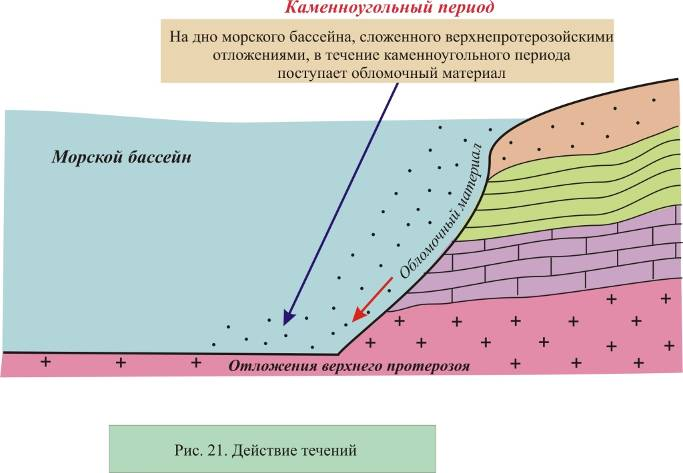 Каменноугольный период
На дно морского бассейна, сложенного верхнепротерозойскими
отложениями, в течение каменноугольного периода
поступает обломочный материал
Морской бассейн
Обломочный материал
Отложения верхнего протерозоя
Рис. 21. Действие течений